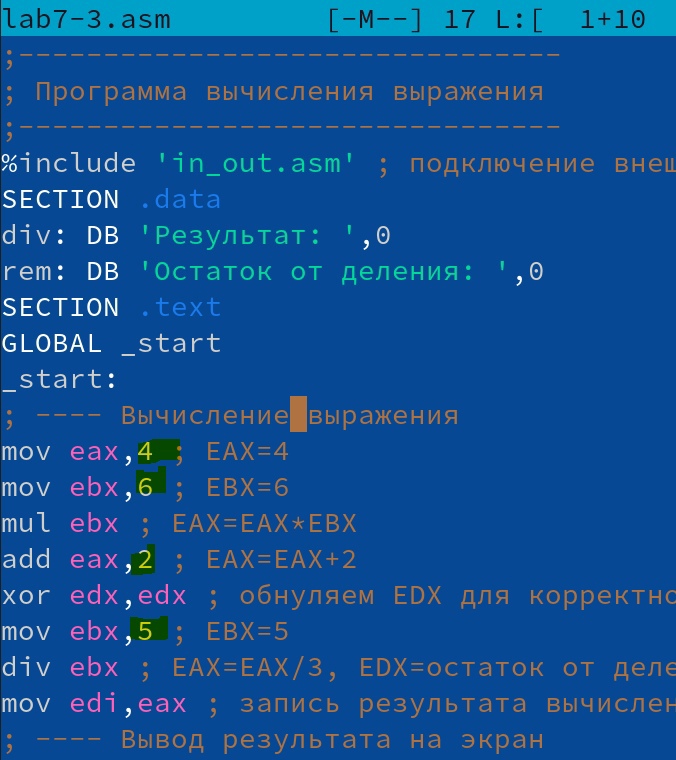 lab7-3.asm [-M--] 17 L:[ 1+10
;--------------------------------
; Программа вычисления выражения
;--------------------------------
%include 'in_out.asm' ; подключение внеш
SECTION .data
div: DB 'Результат: ',0
rem: DB 'Остаток от деления: ',0
SECTION .text
GLOBAL _start
_start:
; ---- Вычисление выражения
mov eax,4 ; EAX=4
mov ebx,6 ; EBX=6
mul ebx ; EAX=EAX*EBX
add eax,2 ; EAX=EAX+2
xor edx,edx ; обнуляем EDX для корректно
mov ebx,5 ; EBX=5
div ebx ; EAX=EAX/3, EDX=остаток от деле
mov edi,eax ; запись результата вычислен
; ---- Вывод результата на экран